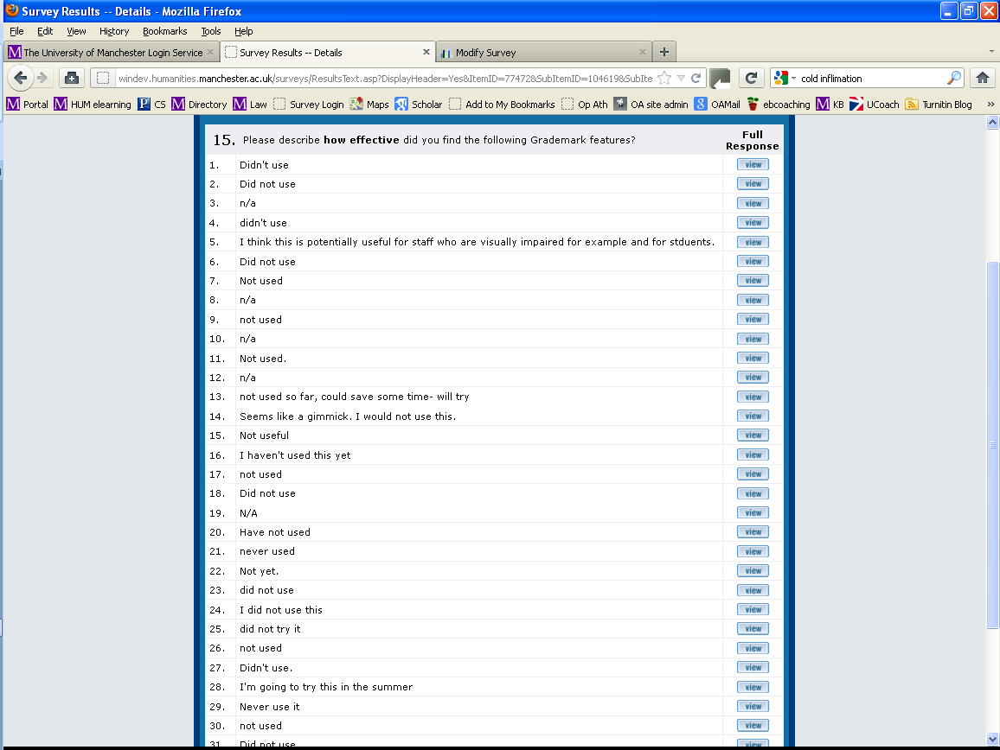 Survey Results -- Details - Mozilla Firefox
File Edit View History Bookmarks Tools Help
The University of Manchester Login Service Survey Results -- Details Modify Survey
windev.humanities.manchester.ac.uk/surveys/ResultsText.asp?DisplayHeader=Yes&ItemID=77472&SubItemID=104619&SubIte cold inflimation
Portal HUM elearning CS Directory Law Survey Login Maps Scholar Add to My Bookmarks Op Ath OA site admin OAMail ebcoaching KB UCoach Turnitin Blog »
15. Please describe how effective did you find the following Grademark features? Full Response
1. Didn't use view
2. Did not use view
3. n/a view
4. didn't use view
5. I think this is potentially useful for staff who are visually impaired for example and for stduents. view
6. Did not use view
7. Not used view
8. n/a view
9. not used view
10. n/a view
11. Not used. view
12. n/a view
13. not used so far, could save some time- will try view
14. Seems like a gimmick. I would not use this. view
15. Not useful view
16. I haven't used this yet view
17. not used view
18. Did not use view
19. N/A view
20. Have not used view
21. never used view
22. Not yet. view
23. did not use view
24. I did not use this view
25. did not try it view
26. not used view
27. Didn't use. view
28. I'm going to try this in the summer view
29. Never use it view
30. not used view
31. Did not use view